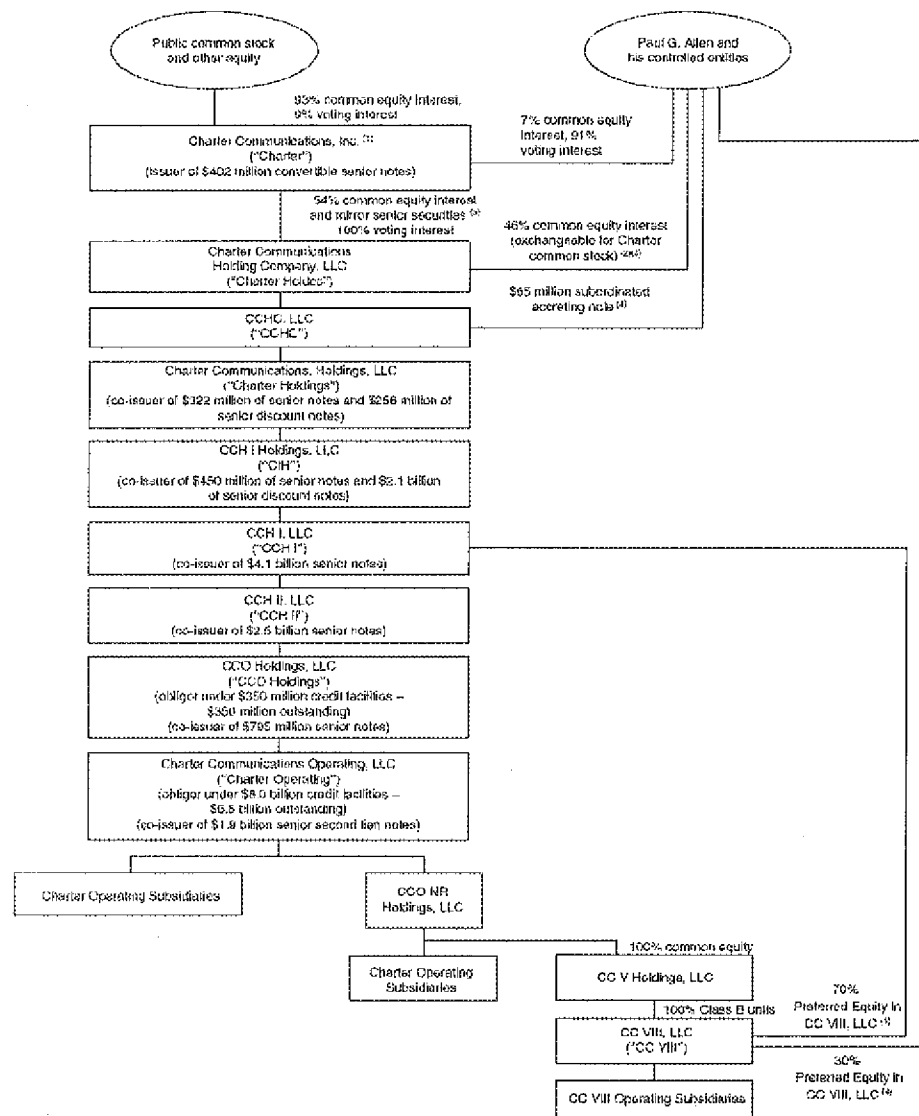 Public common stock
and other equity
Paul G. Allen and
his controlled entities
93% common equity interest,
9% voting interest
7% common equity
interest, 91%
voting interest
Charter Communications, Inc. (1)
("Charter")
(issuer of $402 million convertible senior notes)
54% common equity interest
and mirror senior securities
100% voting interest
46% common equity interest
(exchangeable for Charter
common stock)
Charter Communications
Holding Company, LLC
("Charter Holdco")
$65 million subordinated
accreting note (4)
CCHC, LLC
("CCHC")
Charter Communications, Holdings, LLC
("Charter Holdings")
(co-issuer of $322 million of senior notes and $256 million of
senior discount notes)
CCH I Holdings, LLC
("CIH")
(co-issuer of $450 million of senior notes and $2.1 billion
of senior discount notes)
CCH I, LLC
("CCH I")
(co-issuer of $4.1 billion senior notes)
CCH II, LLC
("CCH II")
(co-issuer of $2.5 billion senior notes)
CCO Holdings, LLC
("CCO Holdings")
(obligor under $350 million credit facilities –
$350 million outstanding)
(co-issuer of $795 million senior notes)
Charter Communications Operating, LLC
("Charter Operating")
(obligor under $8.0 billion credit facilities –
$6.5 billion outstanding)
(co-issuer of $1.9 billion senior second lien notes)
Charter Operating Subsidiaries
CCO NR
Holdings, LLC
100% common equity
Charter Operating
Subsidiaries
CC V Holdings, LLC
100% Class B units
70%
Preferred Equity in
CC VIII, LLC
CC VIII, LLC
("CC VIII")
30%
Preferred Equity in
CC VIII, LLC
CC VIII Operating Subsidiaries